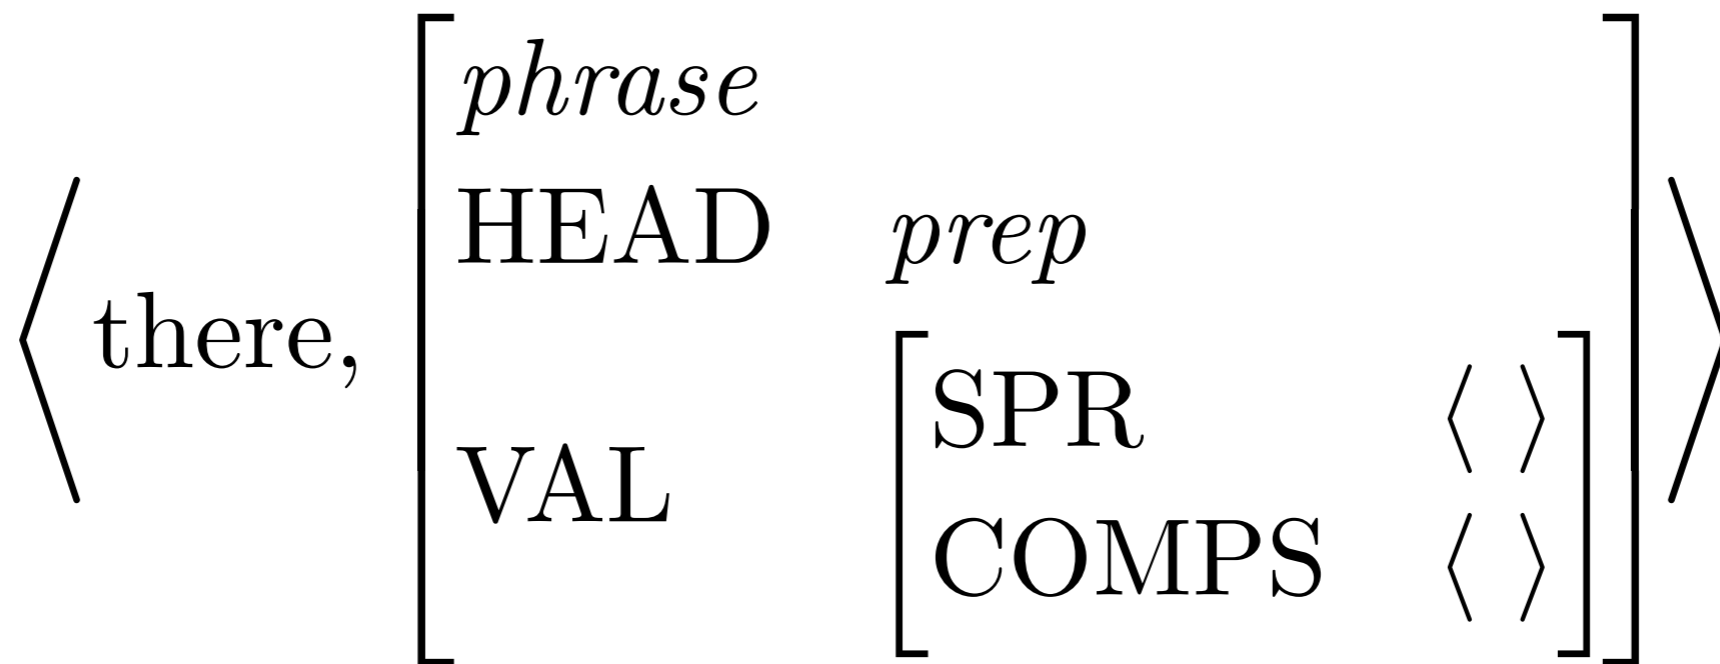 phrase
HEAD prep
⟨ there,
VAL
SPR ⟨ ⟩
COMPS ⟨ ⟩ ⟩